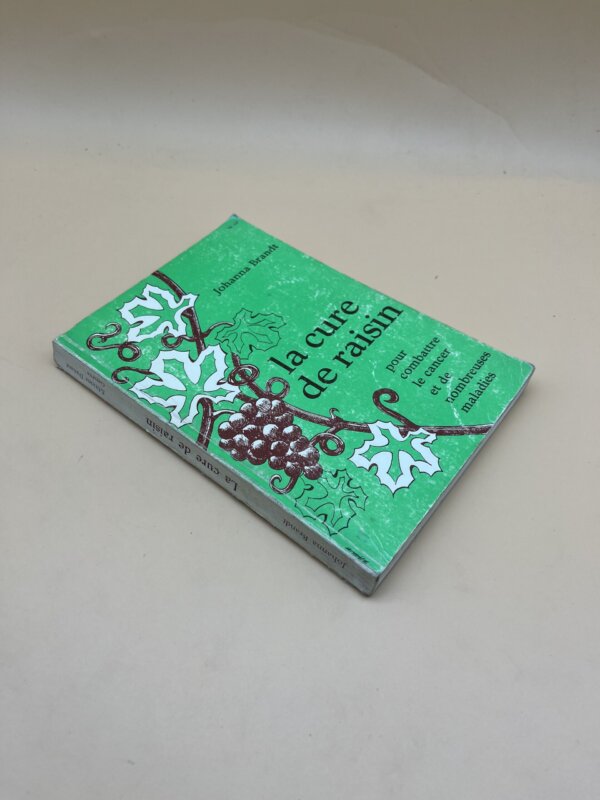 Johanna Brandt
la cure
de raisin
pour
combattre
le cancer
et de
nombreuses
maladies
La cure de raisin
Johanna Brandt